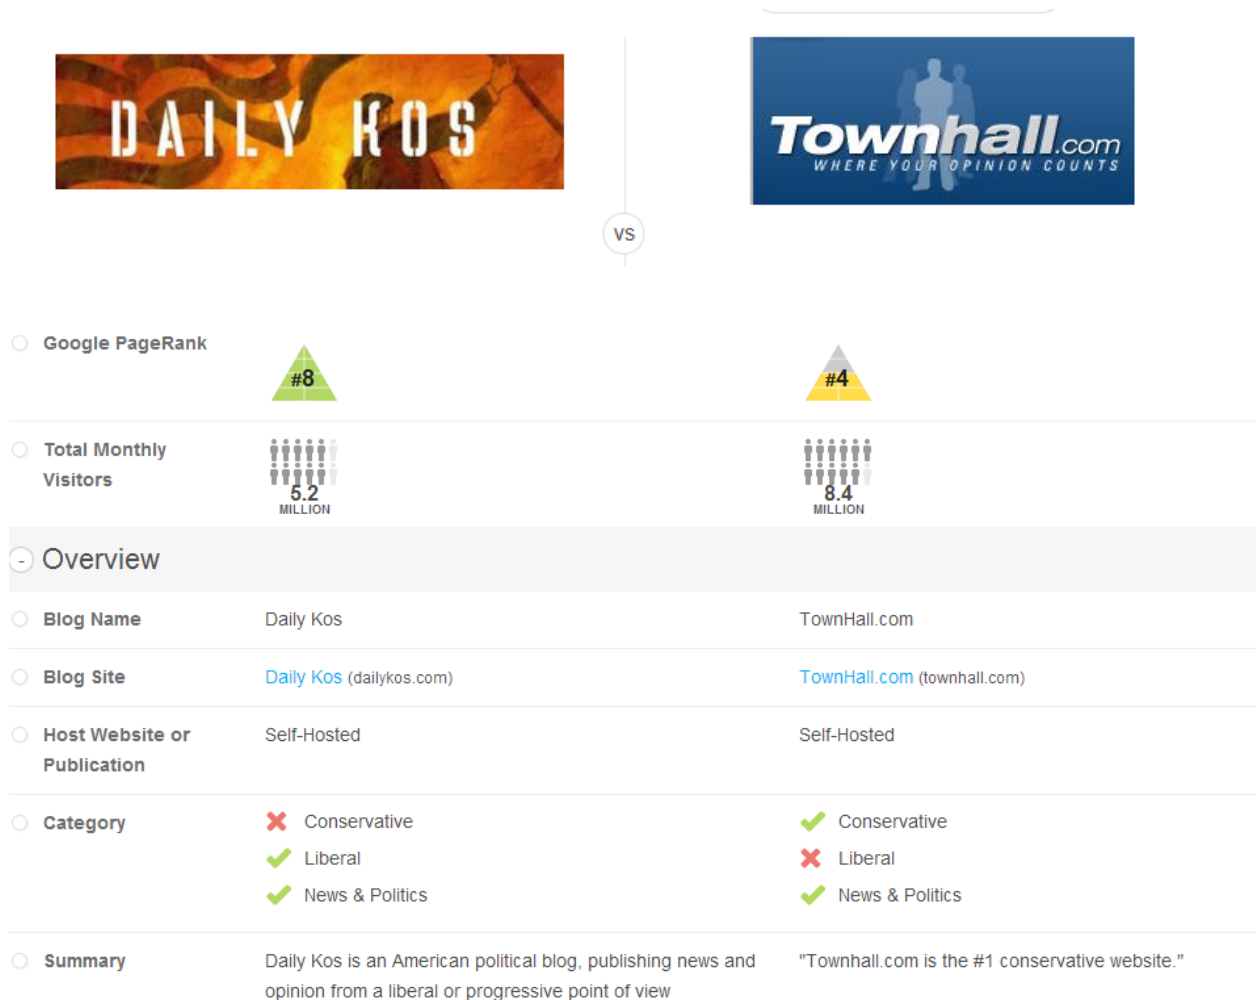 DAILY KOS
Townhall.com
WHERE YOUR OPINION COUNTS
VS
Google PageRank
#8
#4
Total Monthly
Visitors
5.2
MILLION
8.4
MILLION
- Overview
Blog Name
Daily Kos
TownHall.com
Blog Site
Daily Kos (dailykos.com)
TownHall.com (townhall.com)
Host Website or
Publication
Self-Hosted
Self-Hosted
Category
Conservative
Liberal
News & Politics
Conservative
Liberal
News & Politics
Summary
Daily Kos is an American political blog, publishing news and
opinion from a liberal or progressive point of view
"Townhall.com is the #1 conservative website."